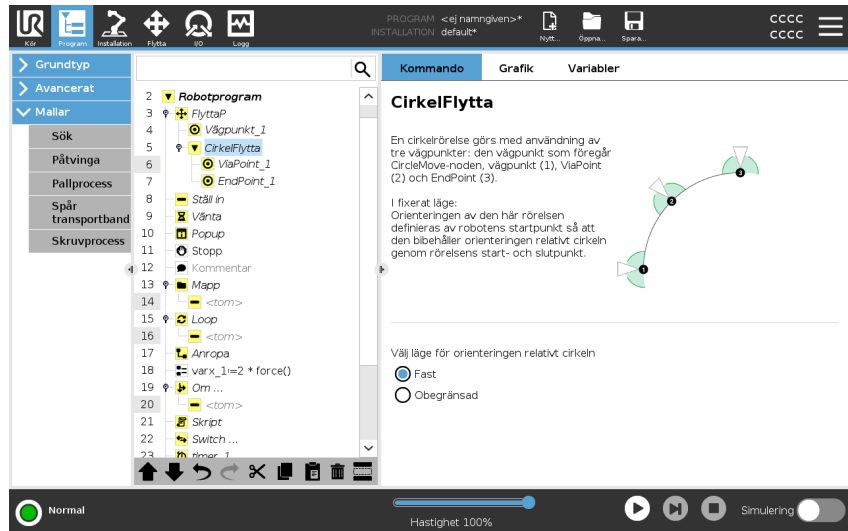 UR
PROGRAM <ej namngiven>*
INSTALLATION default*
cccc
cccc
Kör
Program
Installation
Flytta
I/O
Logg
Nytt...
Öppna...
Spara...
Grundtyp
Avancerat
Mallar
Sök
Påtvinga
Pallprocess
Spår
transportband
Skruvprocess
2 Robotprogram
3 FlyttaP
4 Vägpunkt_1
5 CirkelFlytta
6 ViaPoint_1
7 EndPoint_1
8 Ställ in
9 Vänta
10 Popup
11 Stopp
12 Kommentar
13 Mapp
14 <tom>
15 Loop
16 <tom>
17 Anropa
18 varx_1:=2 * force()
19 Om ...
20 <tom>
21 Skript
22 Switch ...
23 timer_1
Kommando
Grafik
Variabler
CirkelFlytta
En cirkelrörelse görs med användning av
tre vägpunkter: den vägpunkt som föregår
CircleMove-noden, vägpunkt (1), ViaPoint
(2) och EndPoint (3).
I fixerat läge:
Orienteringen av den här rörelsen
definieras av robotens startpunkt så att
den bibehåller orienteringen relativt cirkeln
genom rörelsens start- och slutpunkt.
3
2
1
Välj läge för orienteringen relativt cirkeln
Fast
Obegränsad
Normal
Hastighet 100%
Simulering